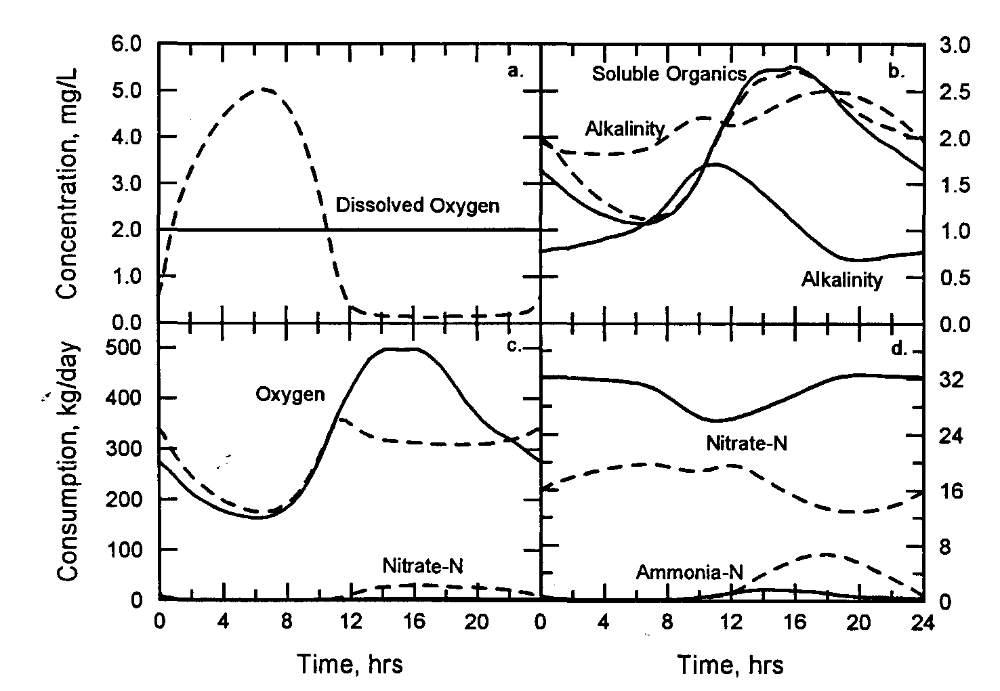 6.0
5.0
4.0
3.0
2.0
1.0
0.0
Concentration, mg/L
a.
Dissolved Oxygen
b.
Soluble Organics
Alkalinity
Alkalinity
3.0
2.5
2.0
1.5
1.0
0.5
0.0
500
400
300
200
100
0
Consumption, kg/day
c.
Oxygen
Nitrate-N
d.
Nitrate-N
Ammonia-N
32
24
16
8
0
0 4 8 12 16 20 0 4 8 12 16 20 24
Time, hrs Time, hrs